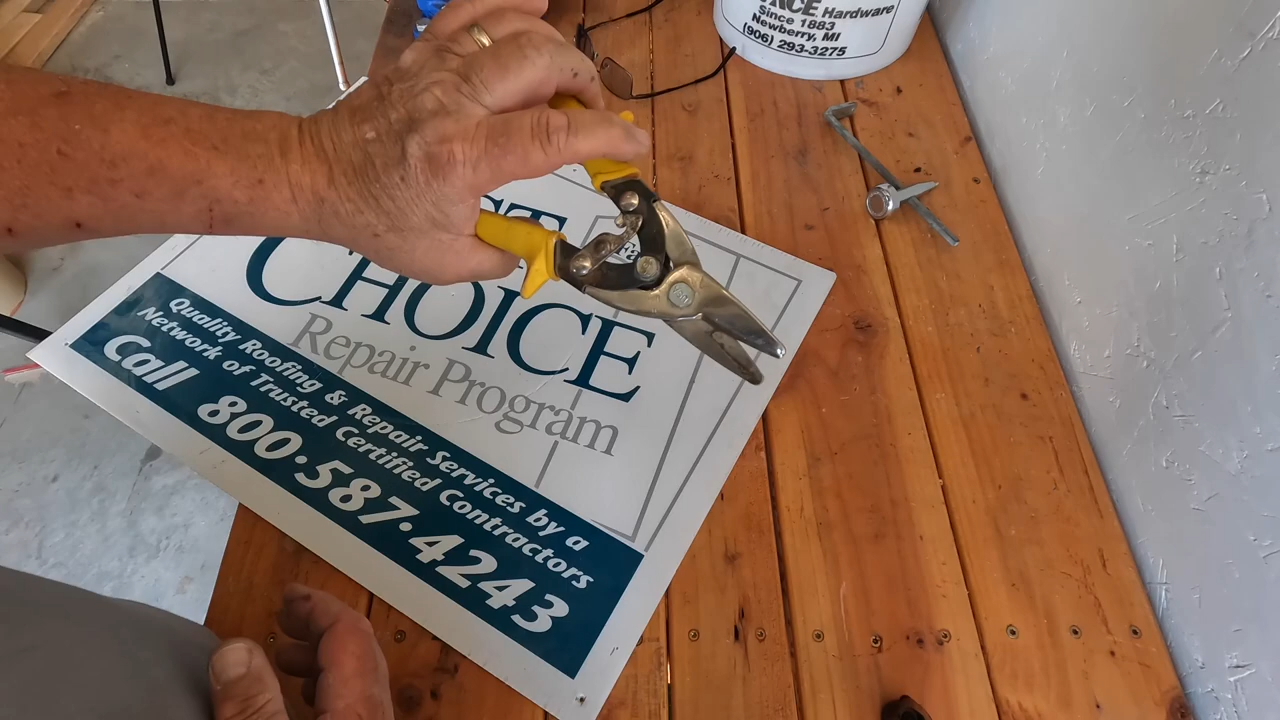 Hardware
Since 1883
Newberry, MI
(906) 293-3275
CHOICE
Repair Program
Quality Roofing & Repair Services by a
Network of Trusted Certified Contractors
Call 800·587·4243